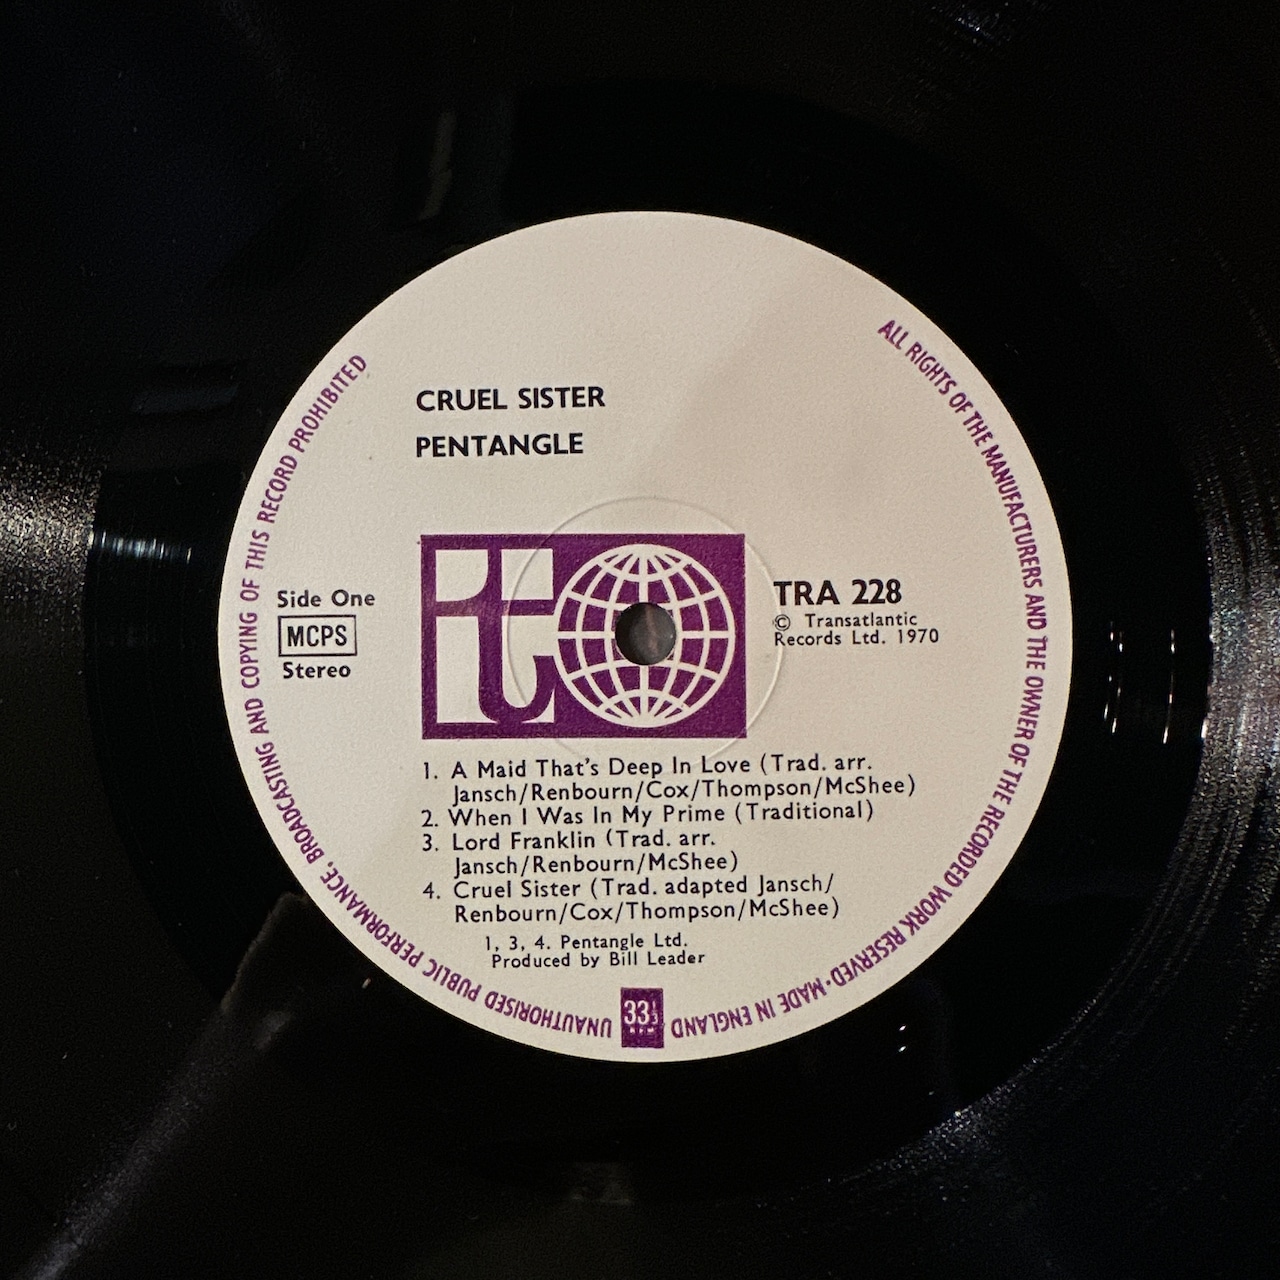 CRUEL SISTER
PENTANGLE
t
Side One
MCPS
Stereo
TRA 228
© Transatlantic
Records Ltd. 1970
1. A Maid That's Deep In Love (Trad. arr.
Jansch/Renbourn/Cox/Thompson/McShee)
2. When I Was In My Prime (Traditional)
3. Lord Franklin (Trad. arr.
Jansch/Renbourn/McShee)
4. Cruel Sister (Trad. adapted Jansch/
Renbourn/Cox/Thompson/McShee)
1, 3, 4. Pentangle Ltd.
Produced by Bill Leader
33⅓
ALL RIGHTS OF THE MANUFACTURERS AND THE OWNER OF THE RECORDED WORK RESERVED·MADE IN ENGLAND
UNAUTHORISED PUBLIC PERFORMANCE, BROADCASTING AND COPYING OF THIS RECORD PROHIBITED